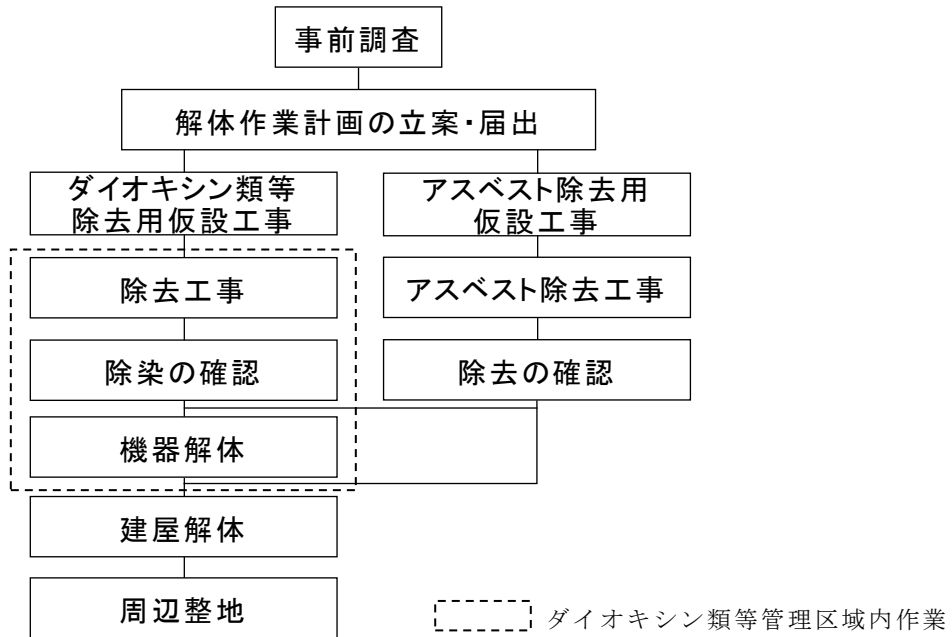 事前調査
解体作業計画の立案・届出
ダイオキシン類等
除去用仮設工事
アスベスト除去用
仮設工事
除去工事
アスベスト除去工事
除染の確認
除去の確認
機器解体
建屋解体
周辺整地
ダイオキシン類等管理区域内作業